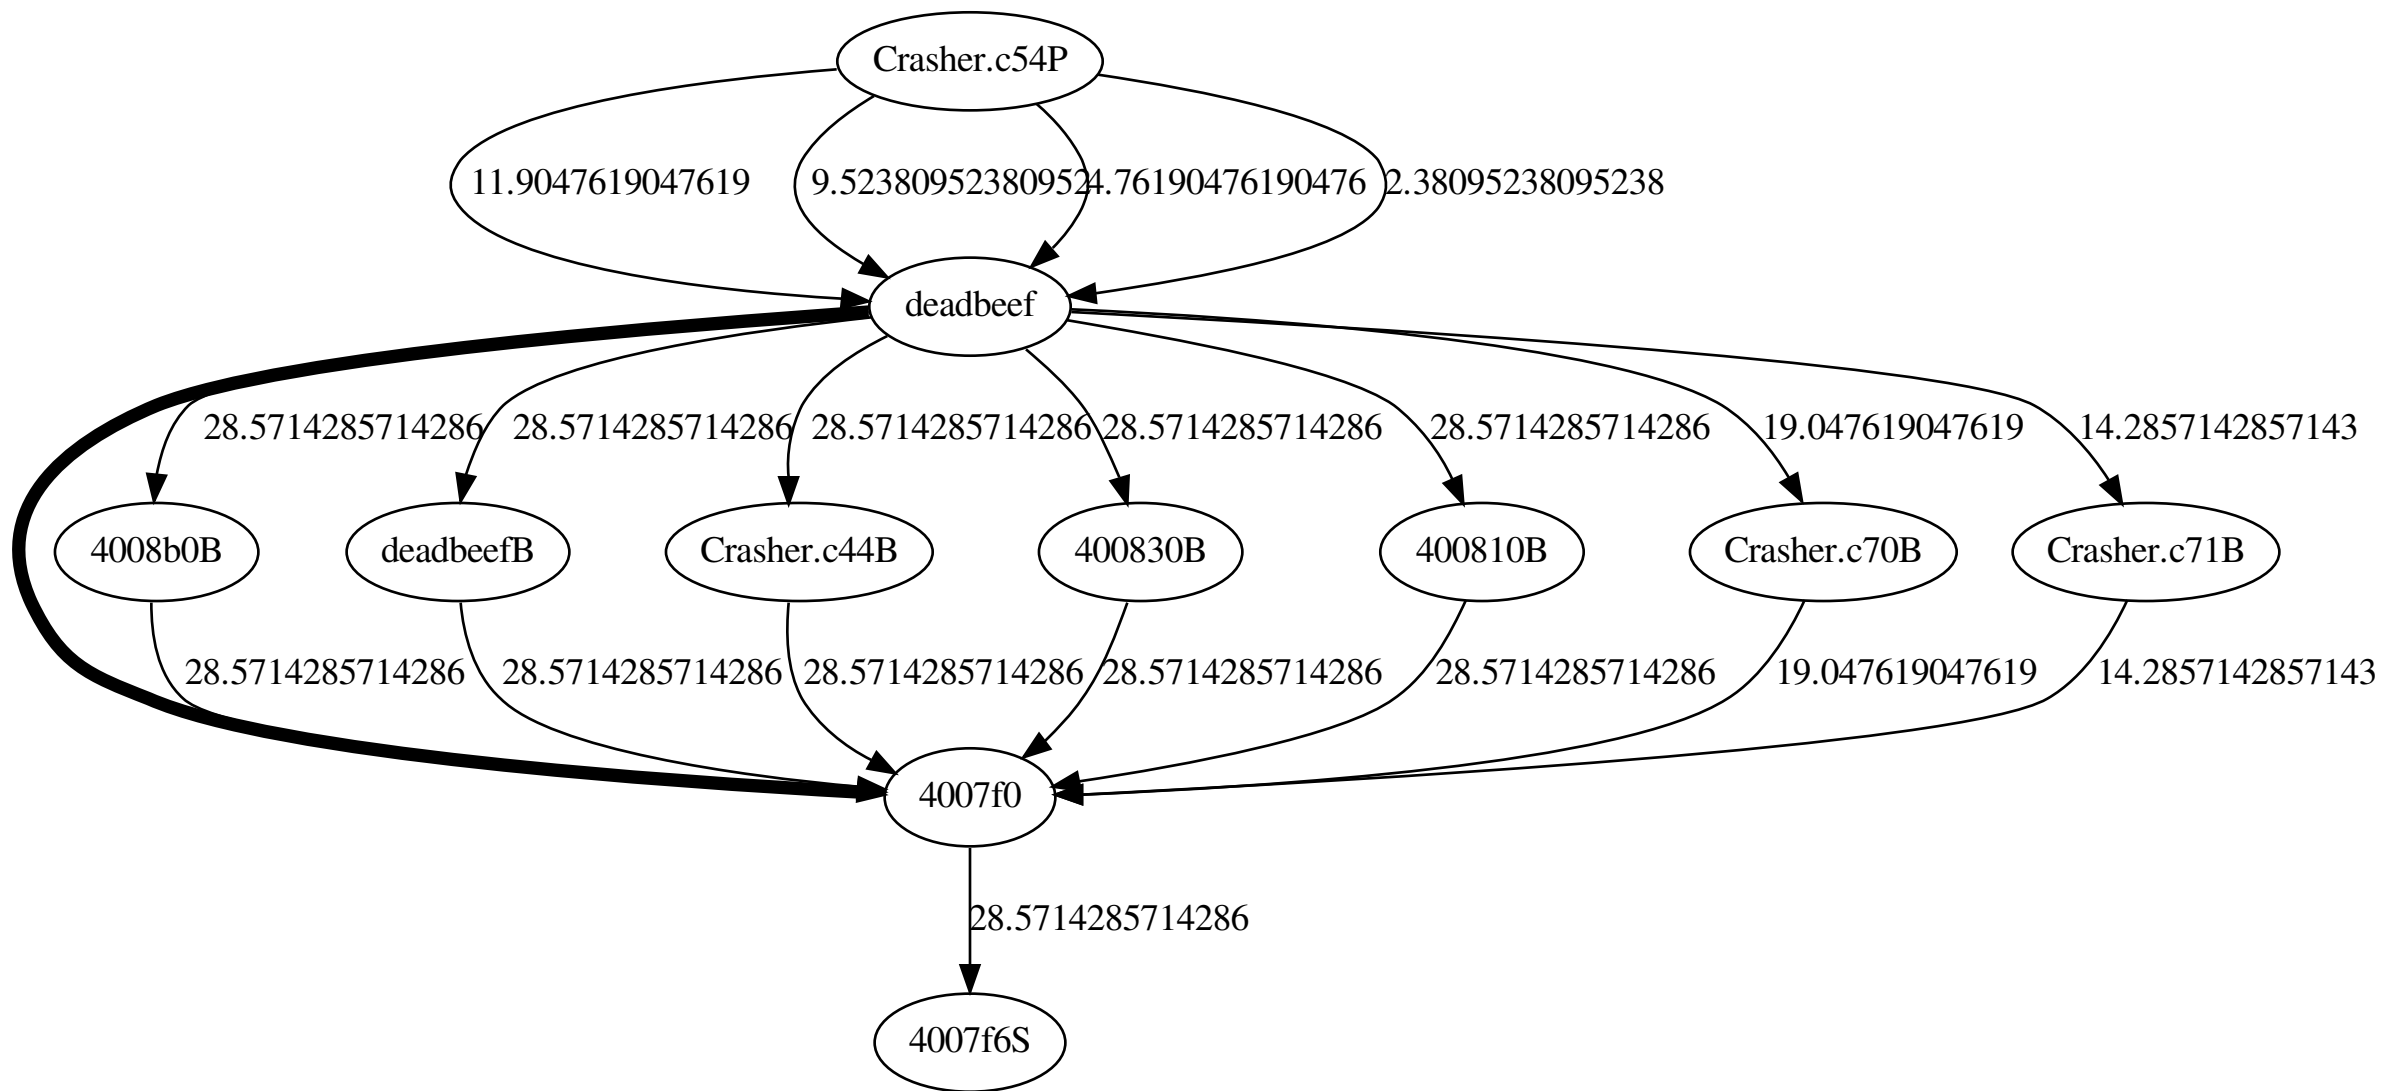 Crasher.c54P
11.9047619047619 9.52380952380952 4.76190476190476 2.38095238095238
deadbeef
28.5714285714286 28.5714285714286 28.5714285714286 28.5714285714286 28.5714285714286 19.047619047619 14.2857142857143
4008b0B deadbeefB Crasher.c44B 400830B 400810B Crasher.c70B Crasher.c71B
28.5714285714286 28.5714285714286 28.5714285714286 28.5714285714286 28.5714285714286 19.047619047619 14.2857142857143
4007f0
28.5714285714286
4007f6S